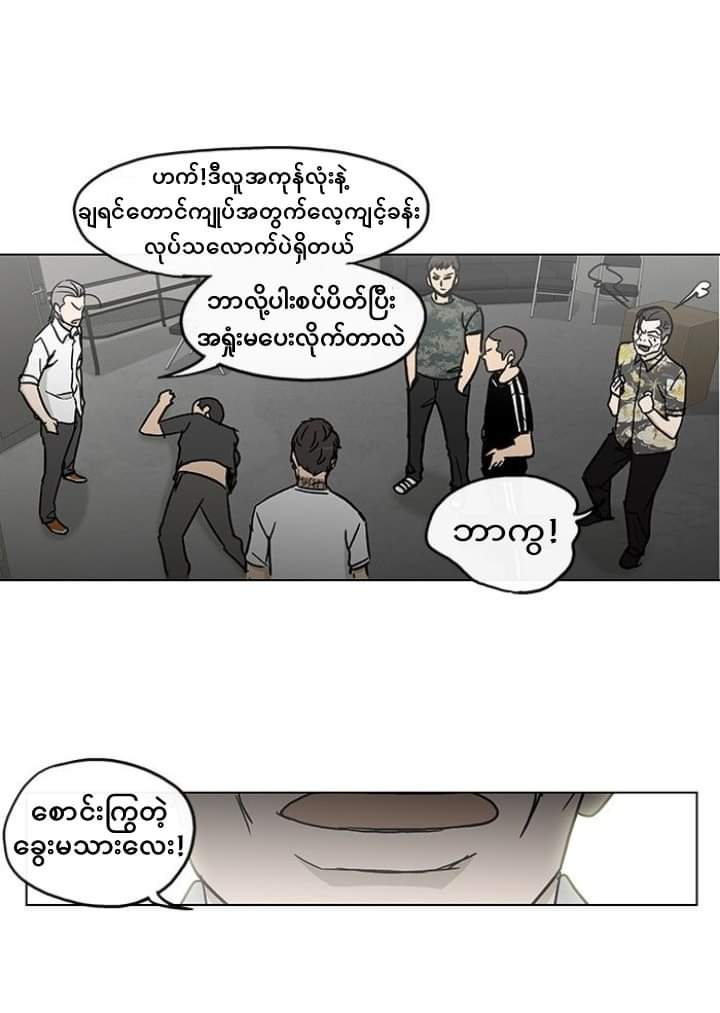 ဟက်!ဒီလူအကုန်လုံးနဲ့
ချရင်တောင်ကျုပ်အတွက်လေ့ကျင့်ခန်း
လုပ်သလောက်ပဲရှိတယ်
ဘာလို့ပါးစပ်ပိတ်ပြီး
အရှုံးမပေးလိုက်တာလဲ
ဘာကွ!
စောင်းကြွတဲ့
ခွေးမသားလေး!